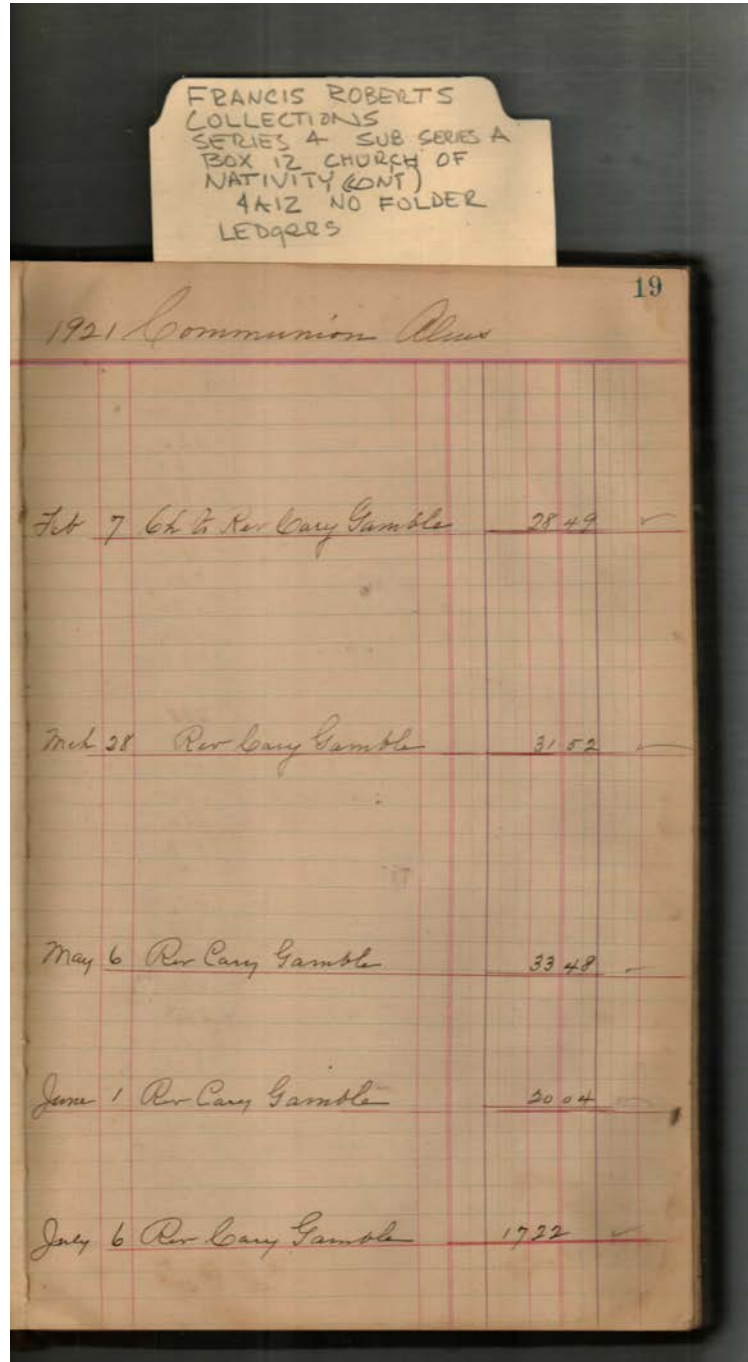 FRANCIS ROBERTS
COLLECTIONS
SERIES 4 SUB SERIES A
BOX 12 CHURCH OF
NATIVITY (CONT)
4A12 NO FOLDER
LEDgeRS
19
1921 Communion Alms
Feb 7 Ch to Rev Cary Gamble 28 49 ✓
Mch 28 Rev Cary Gamble 31 52
May 6 Rev Cary Gamble 33 48
June 1 Rev Cary Gamble 20 04
July 6 Rev Cary Gamble 17 22 ✓